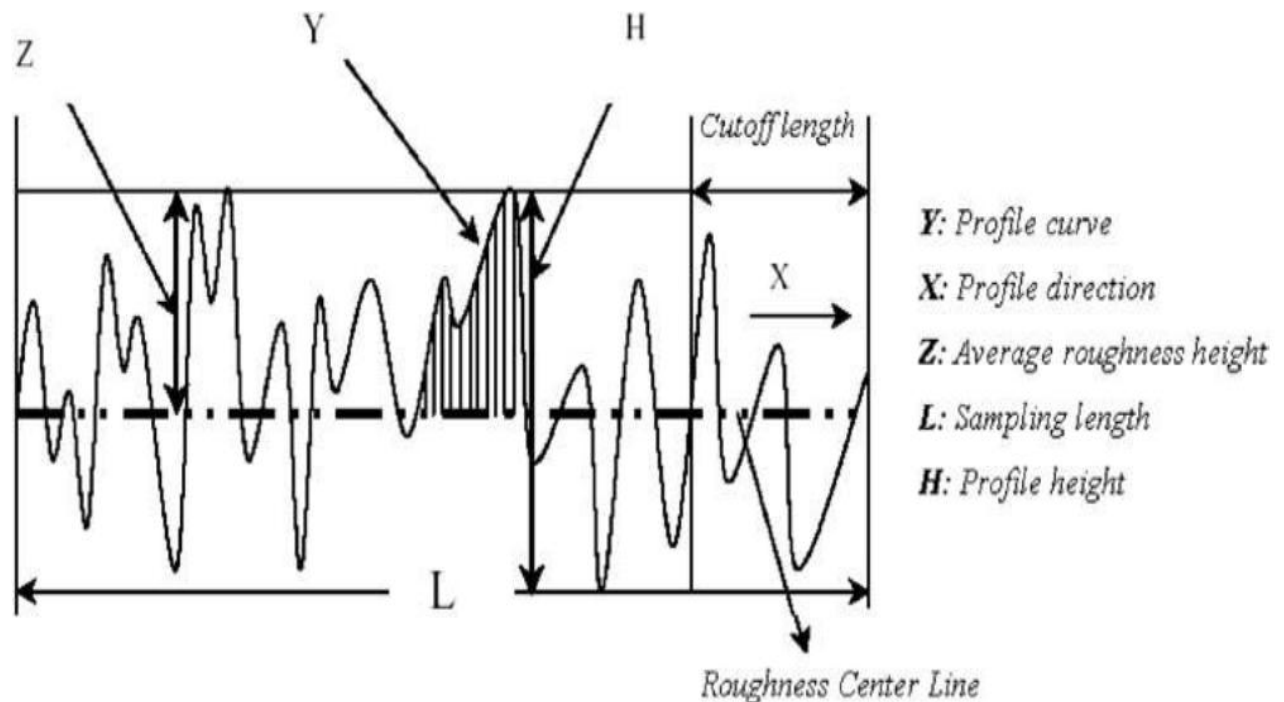 Z
Y
H
Cutoff length
X
L
Y: Profile curve
X: Profile direction
Z: Average roughness height
L: Sampling length
H: Profile height
Roughness Center Line